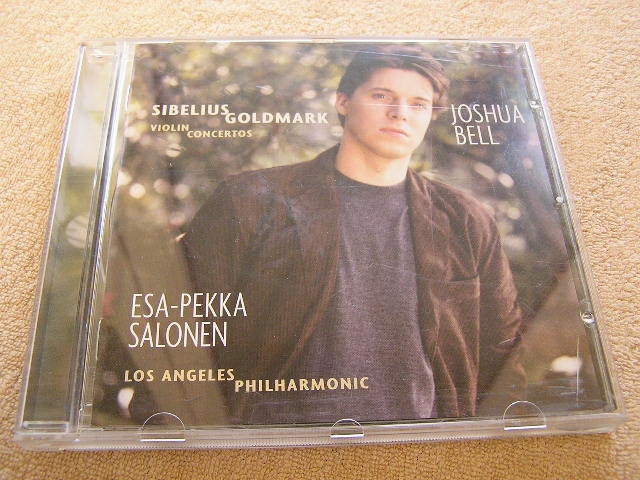 SIBELIUS GOLDMARK
VIOLIN CONCERTOS
JOSHUA
BELL
ESA-PEKKA
SALONEN
LOS ANGELES PHILHARMONIC